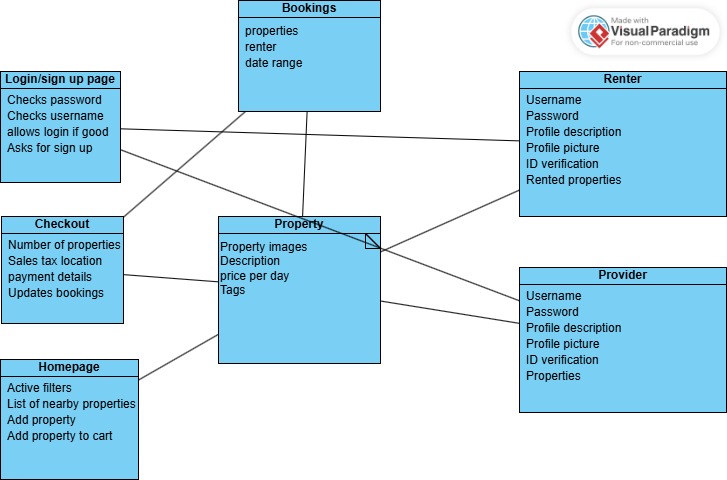 Bookings
properties
renter
date range
Made with
Visual Paradigm
For non-commercial use
Login/sign up page
Checks password
Checks username
allows login if good
Asks for sign up
Renter
Username
Password
Profile description
Profile picture
ID verification
Rented properties
Checkout
Number of properties
Sales tax location
payment details
Updates bookings
Property
Property images
Description
price per day
Tags
Provider
Username
Password
Profile description
Profile picture
ID verification
Properties
Homepage
Active filters
List of nearby properties
Add property
Add property to cart